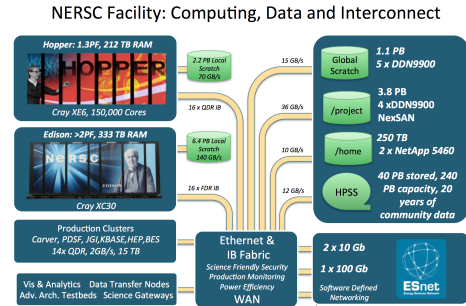 NERSC Facility: Computing, Data and Interconnect
Hopper: 1.3PF, 212 TB RAM
HOPPER
Cray XE6, 150,000 Cores
2.2 PB Local
Scratch
70 GB/s
16 x QDR IB
Edison: >2PF, 333 TB RAM
NERSC
EDISON
Cray XC30
6.4 PB Local
Scratch
140 GB/s
16 x FDR IB
Production Clusters
Carver, PDSF, JGI,KBASE,HEP,BES
14x QDR, 2GB/s, 15 TB
Vis & Analytics Data Transfer Nodes
Adv. Arch. Testbeds Science Gateways
Ethernet &
IB Fabric
Science Friendly Security
Production Monitoring
Power Efficiency
WAN
15 GB/s
Global
Scratch
1.1 PB
5 x DDN9900
36 GB/s
/project
3.8 PB
4 xDDN9900
NexSAN
10 GB/s
/home
250 TB
2 x NetApp 5460
12 GB/s
HPSS
40 PB stored, 240
PB capacity, 20
years of
community data
2 x 10 Gb
1 x 100 Gb
Software Defined
Networking
ESnet